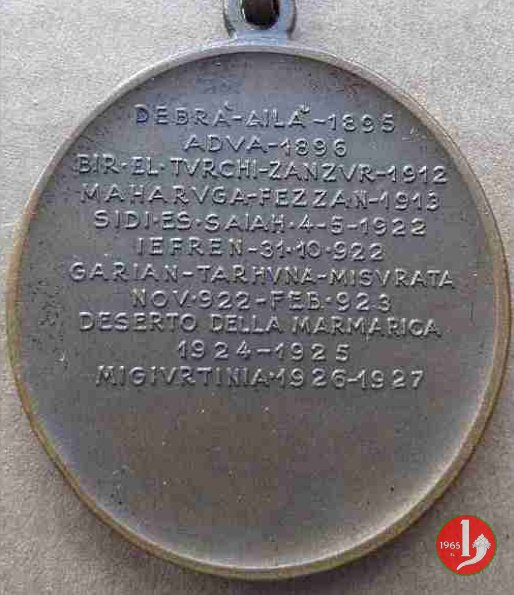 DEBRA-AILA-1895
ADVA-1896
BIR·EL·TVRCHI-ZANZVR-1912
MAHARVGA-FEZZAN-1913
SIDI·ES·SAIAH·4-5-1922
IEFREN-31·10·922
GARIAN-TARHVNA-MISVRATA
NOV·922-FEB·923
DESERTO DELLA MARMARICA
1924-1925
MIGIVRTINIA·1926-1927
1965